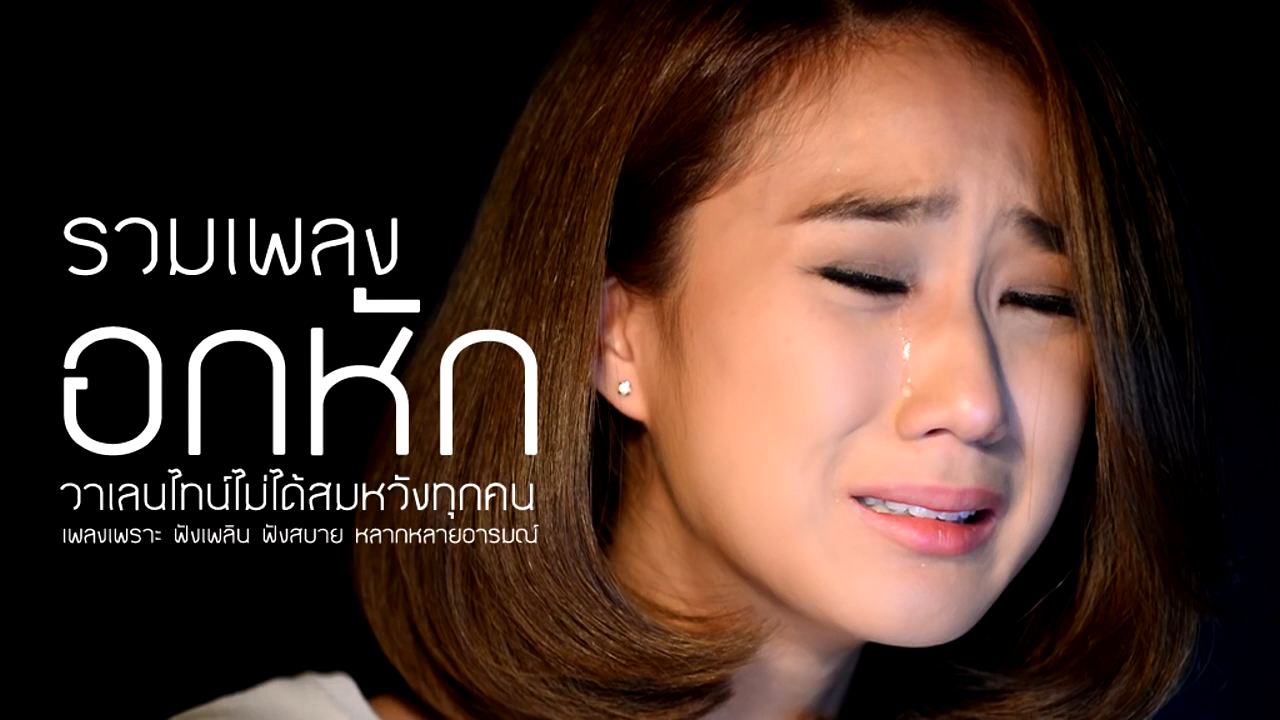 รวมเพลง
อกหัก
วาเลนไทน์ไม่ได้สมหวังทุกคน
เพลงเพราะ ฟังเพลิน ฟังสบาย หลากหลายอารมณ์